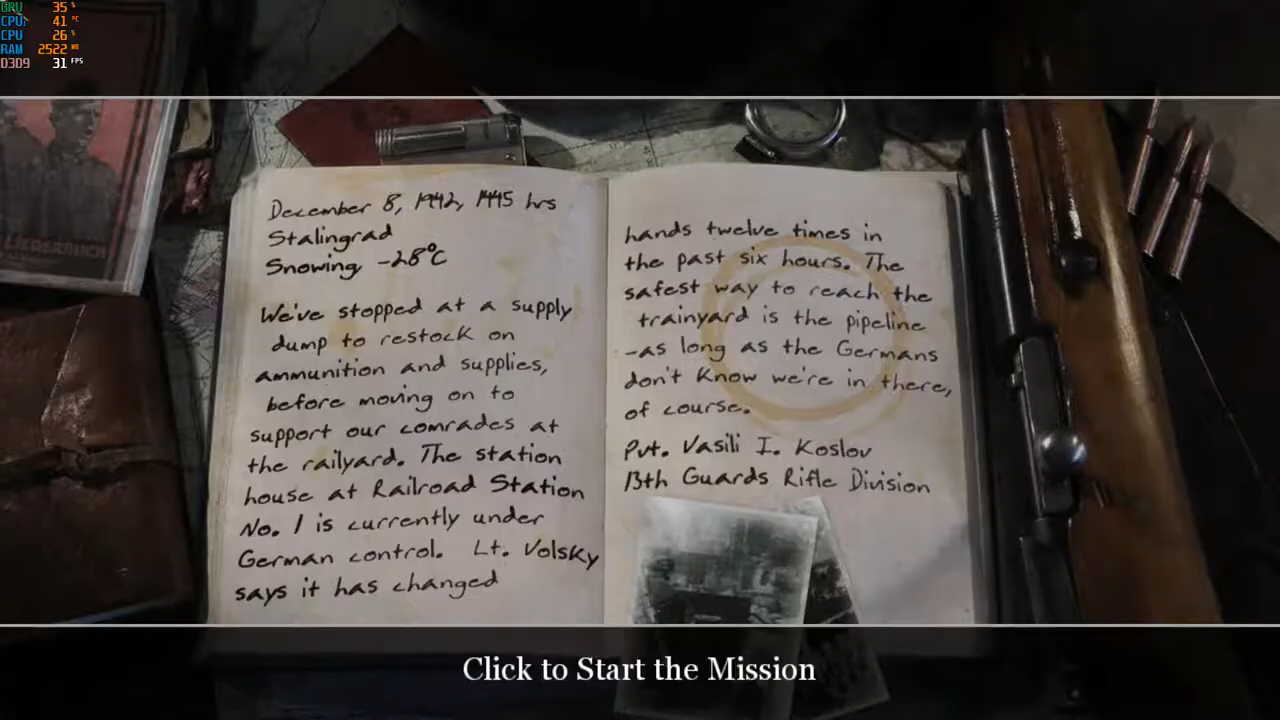 GPU 35 %
CPU 41 °C
CPU 26 %
RAM 2522 MB
D3D9 31 FPS
LIEDERBUCH
December 8, 1942, 1445 hrs
Stalingrad
Snowing, -28°C
We've stopped at a supply
dump to restock on
ammunition and supplies,
before moving on to
support our comrades at
the railyard. The station
house at Railroad Station
No. 1 is currently under
German control. Lt. Volsky
says it has changed
hands twelve times in
the past six hours. The
safest way to reach the
trainyard is the pipeline
-as long as the Germans
don't know we're in there,
of course.
Pvt. Vasili I. Koslov
13th Guards Rifle Division
Click to Start the Mission